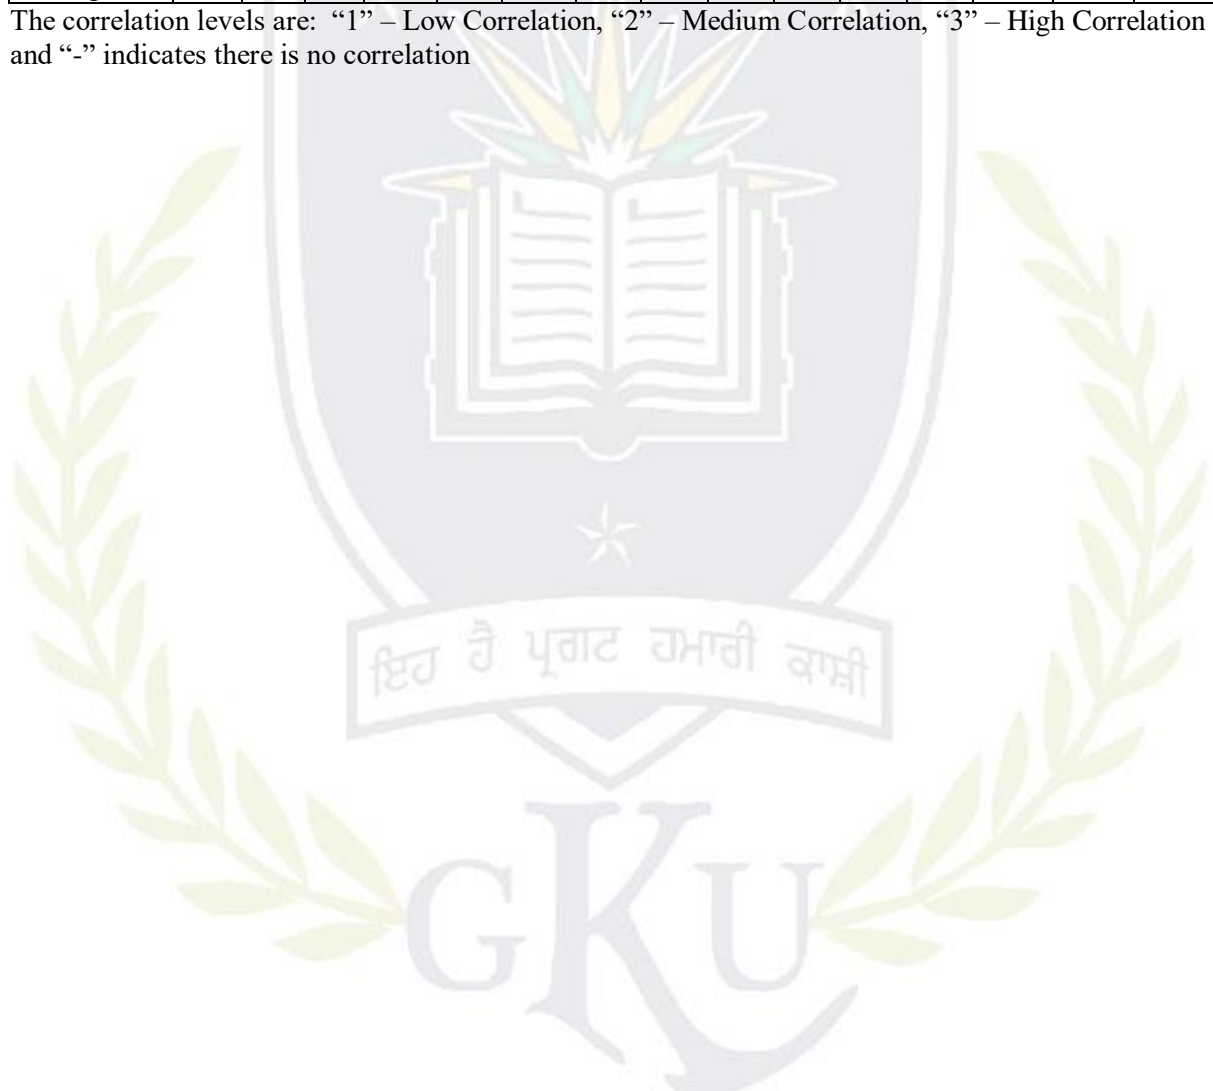 The correlation levels are: “1” – Low Correlation, “2” – Medium Correlation, “3” – High Correlation
and “-” indicates there is no correlation
ਇਹ ਹੈ ਪ੍ਰਗਟ ਹਮਾਰੀ ਕਾਸ਼ੀ
GKU